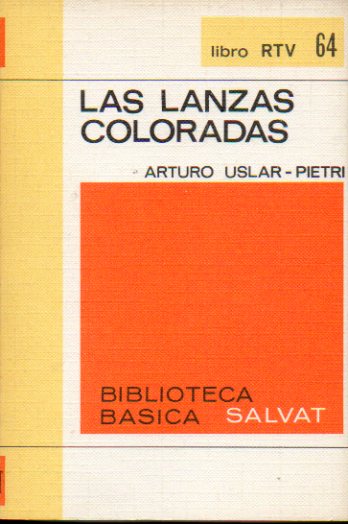 libro RTV 64
LAS LANZAS
COLORADAS
ARTURO USLAR-PIETRI
BIBLIOTECA
BASICA SALVAT